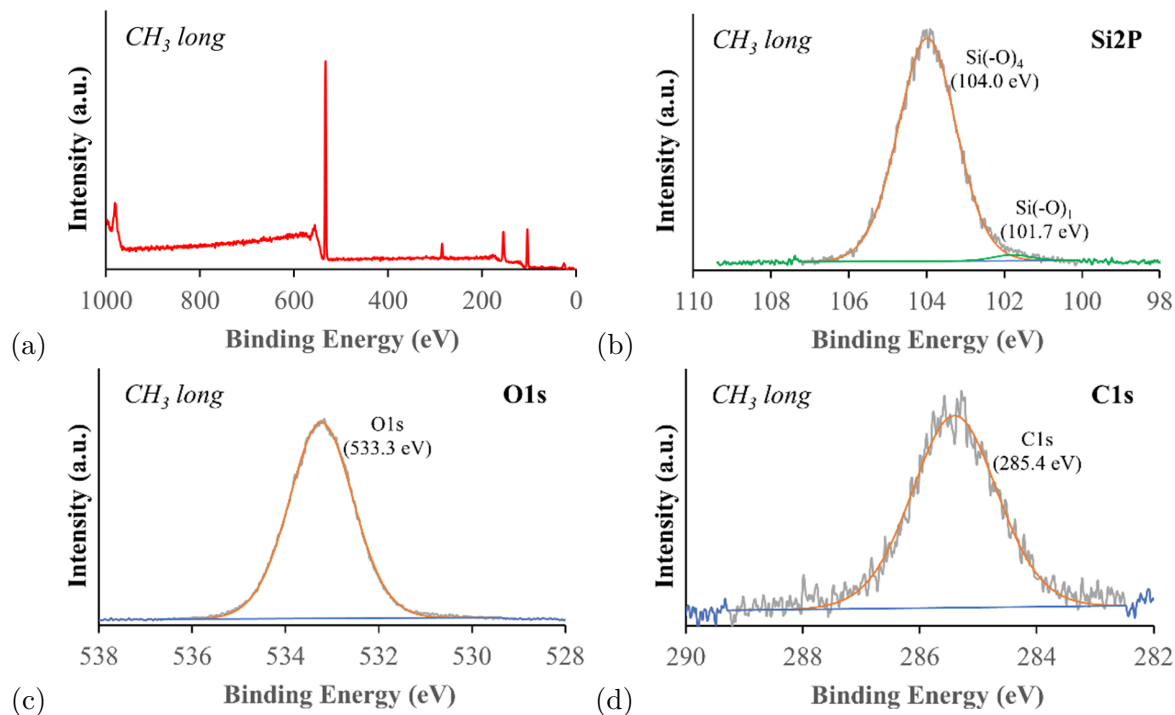 CH₃ long
Intensity (a.u.)
1000 800 600 400 200 0
Binding Energy (eV)
(a)
CH₃ long
Si2P
Si(-O)₄
(104.0 eV)
Si(-O)₁
(101.7 eV)
Intensity (a.u.)
110 108 106 104 102 100 98
Binding Energy (eV)
(b)
CH₃ long
O1s
O1s
(533.3 eV)
Intensity (a.u.)
538 536 534 532 530 528
Binding Energy (eV)
(c)
CH₃ long
C1s
C1s
(285.4 eV)
Intensity (a.u.)
290 288 286 284 282
Binding Energy (eV)
(d)